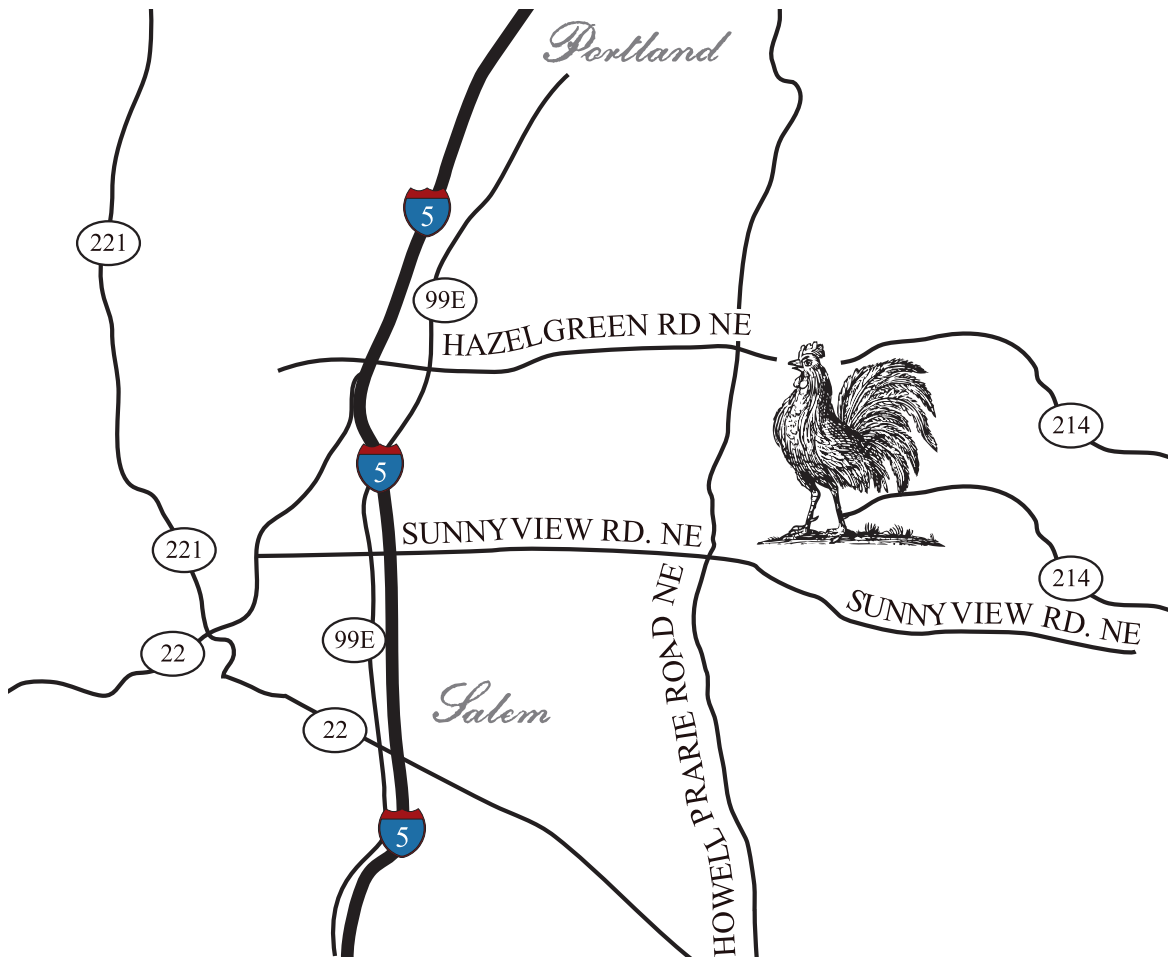 Portland
5
221
99E
HAZELGREEN RD NE
214
5
SUNNYVIEW RD. NE
221
214
SUNNYVIEW RD. NE
99E
22
HOWELL PRARIE ROAD NE
Salem
22
5